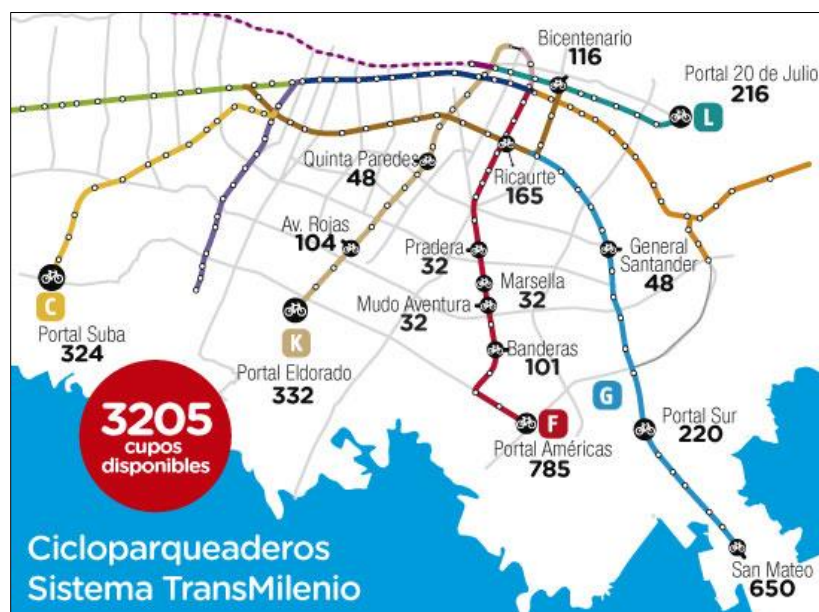 Bicentenario
116
Portal 20 de Julio
216
L
Quinta Paredes
48
Ricaurte
165
Av. Rojas
104
Pradera
32
General
Santander
48
Marsella
32
Mudo Aventura
32
C
Portal Suba
324
K
Portal Eldorado
332
Banderas
101
G
F
Portal Américas
785
Portal Sur
220
3205
cupos
disponibles
San Mateo
650
Cicloparqueaderos
Sistema TransMilenio